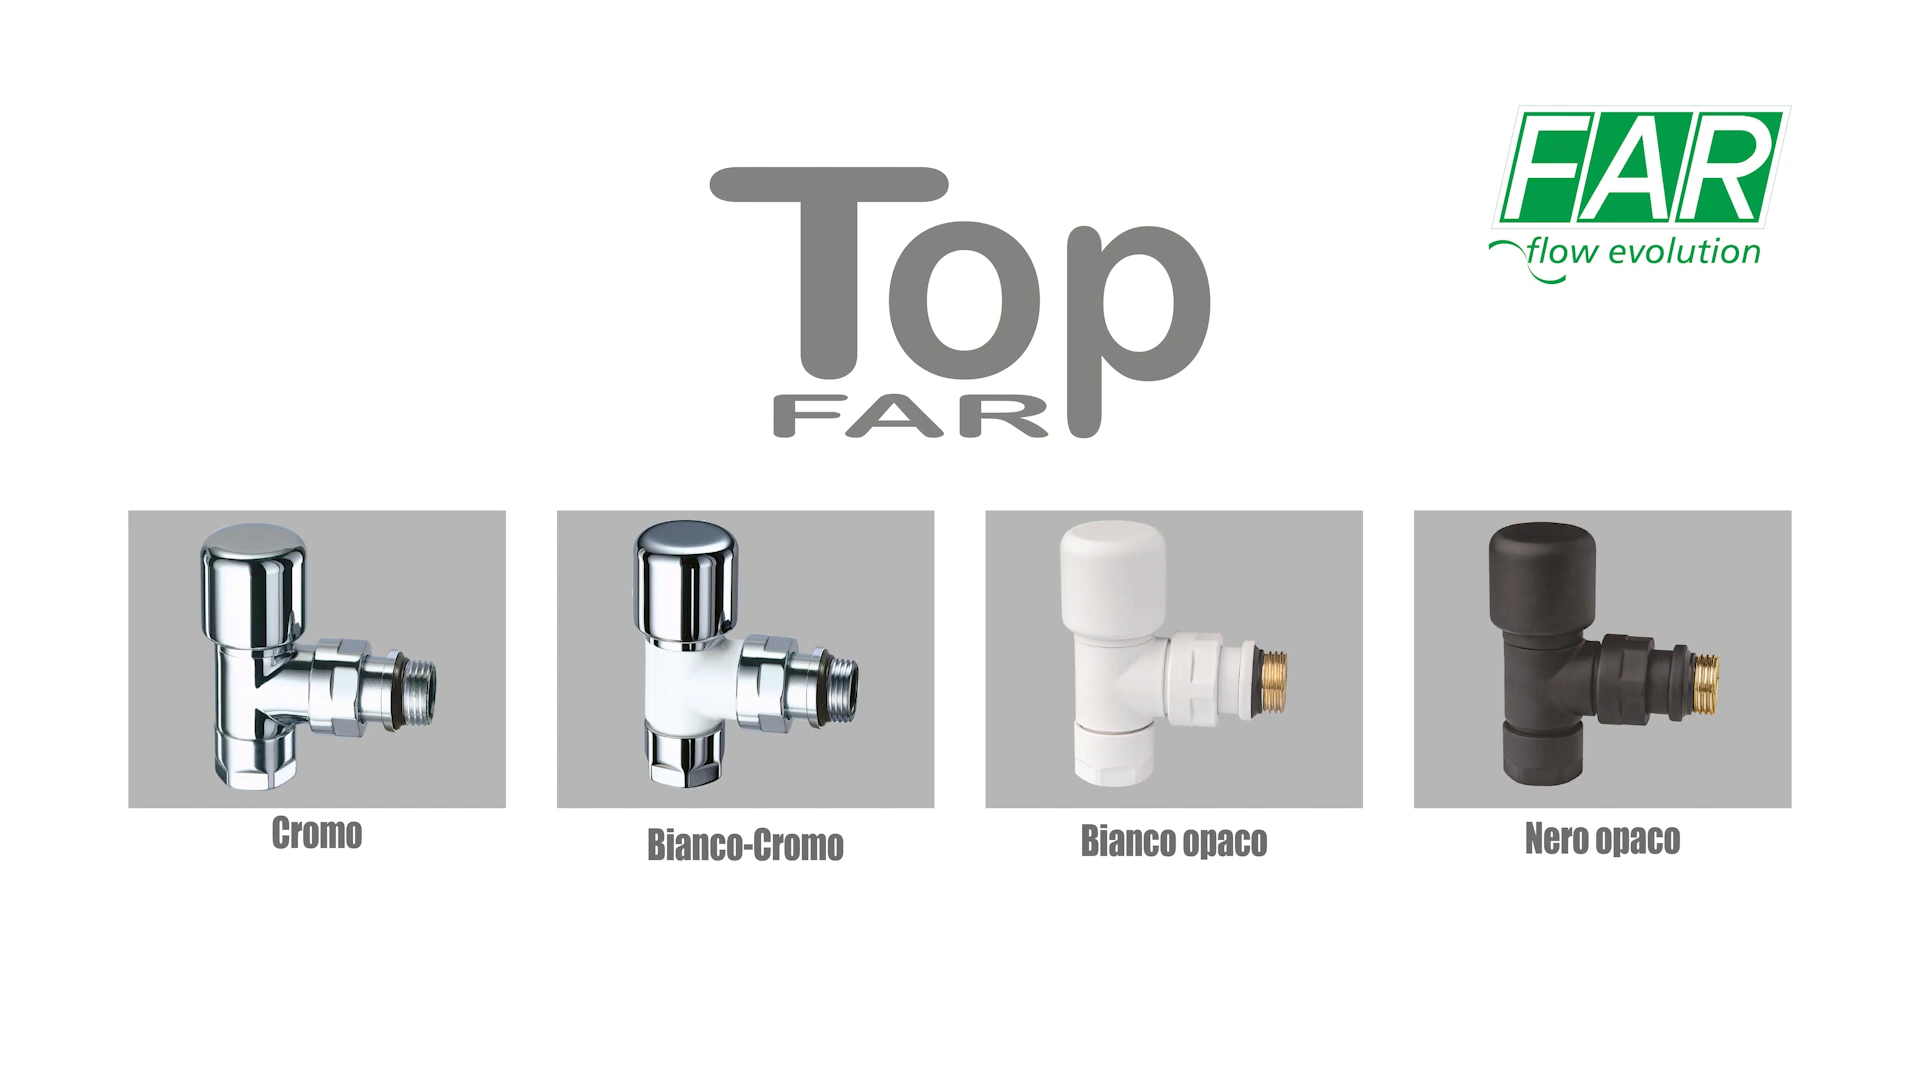 FAR
flow evolution
Top
FAR
Cromo
Bianco-Cromo
Bianco opaco
Nero opaco